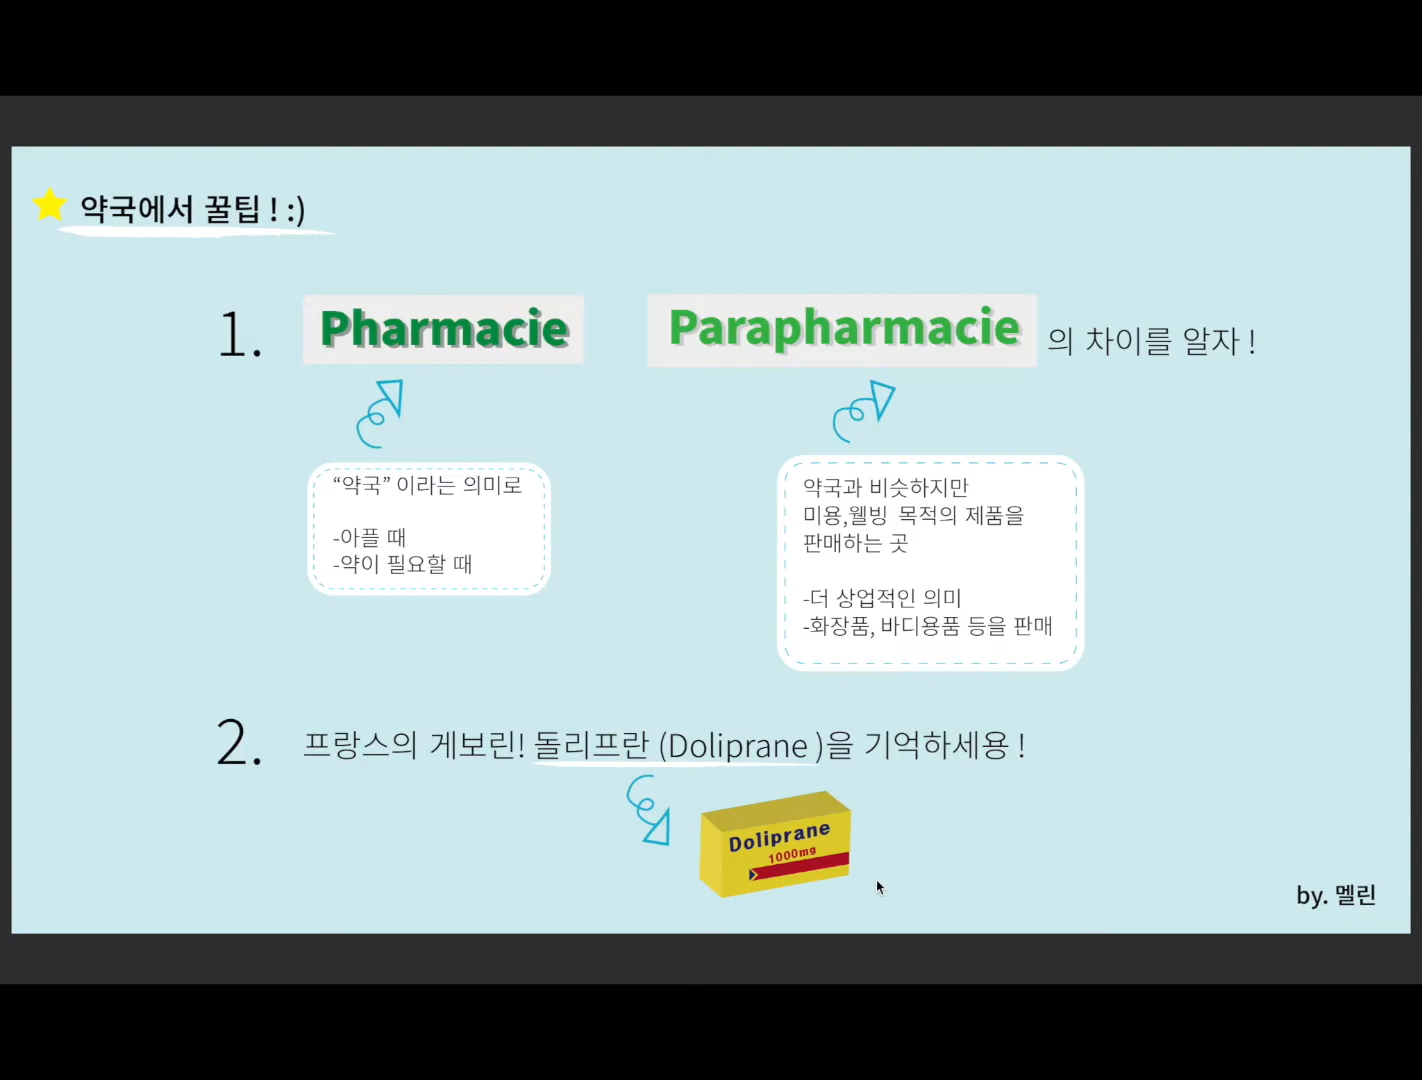 약국에서 꿀팁 ! :)
1. Pharmacie Parapharmacie 의 차이를 알자 !
“약국” 이라는 의미로
-아플 때
-약이 필요할 때
약국과 비슷하지만
미용,웰빙 목적의 제품을
판매하는 곳
-더 상업적인 의미
-화장품, 바디용품 등을 판매
2. 프랑스의 게보린! 돌리프란 (Doliprane )을 기억하세용 !
Doliprane
1000mg
by. 멜린